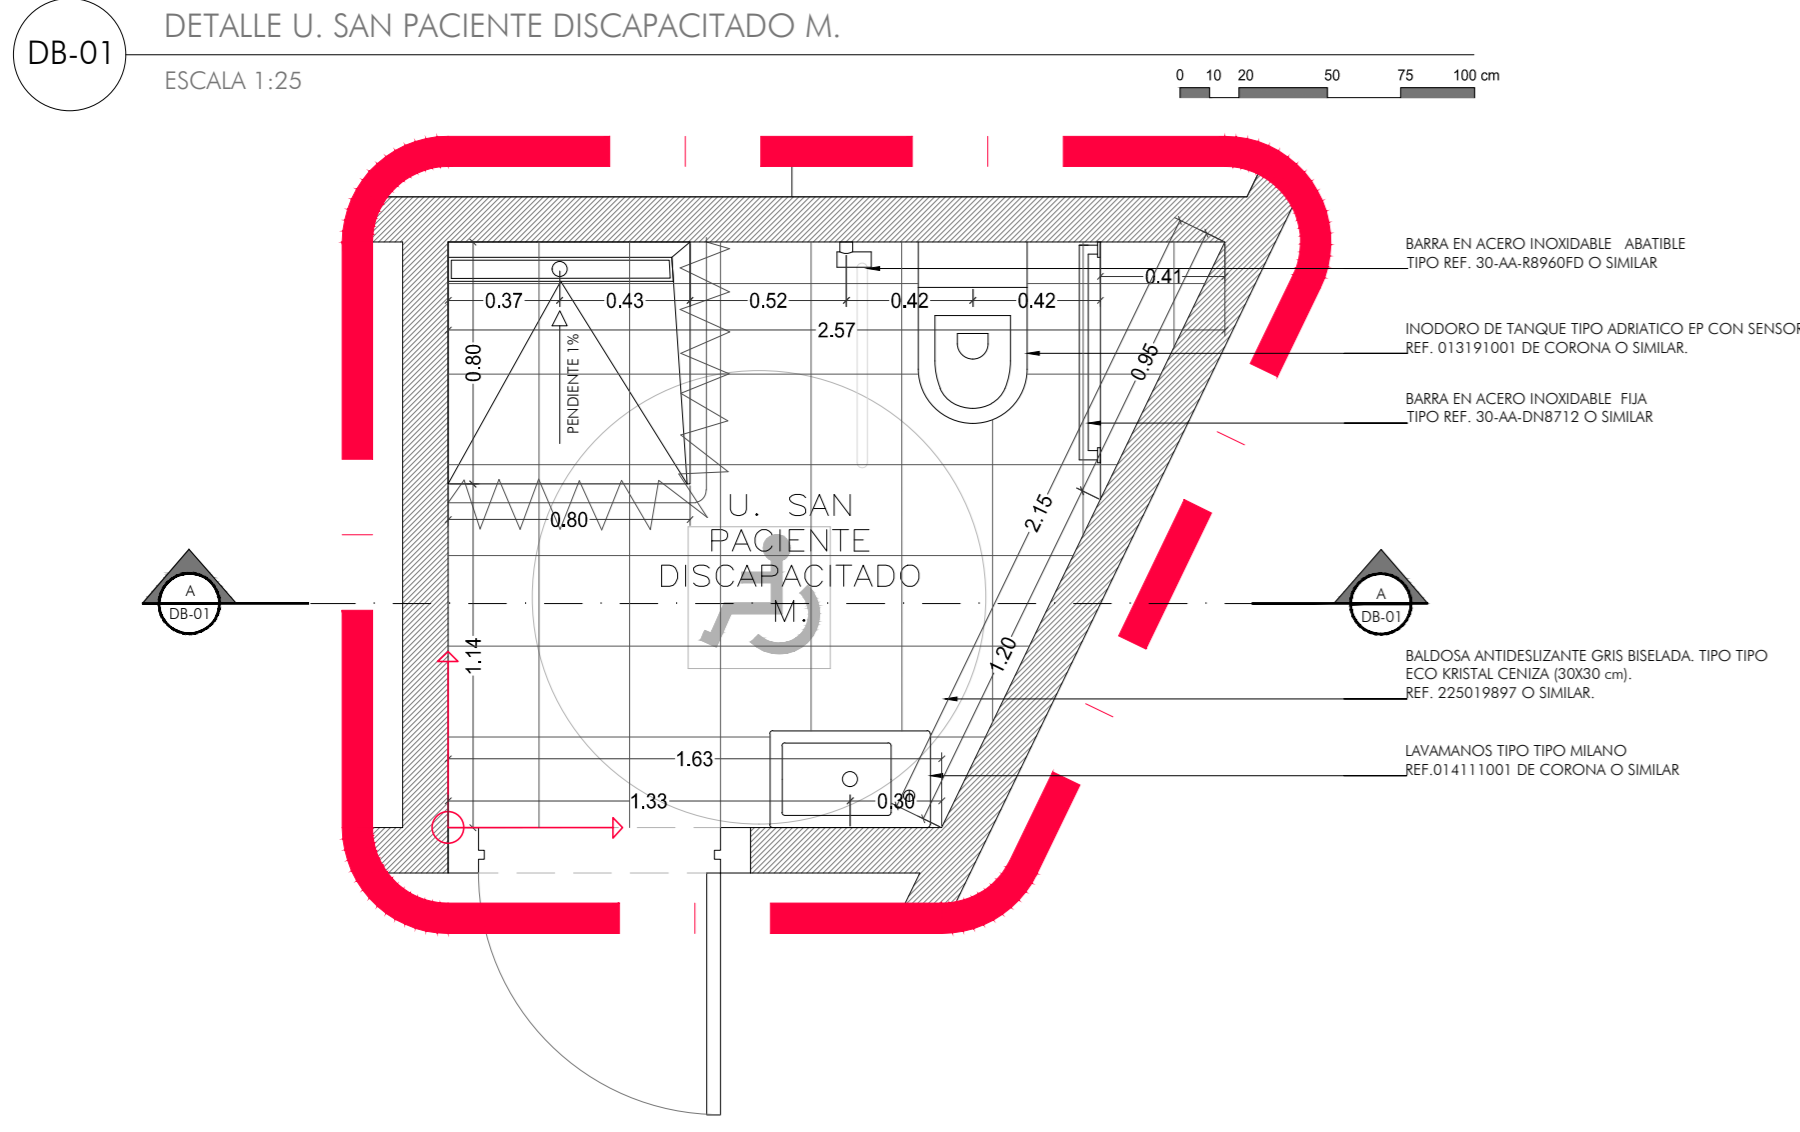 DB-01
DETALLE U. SAN PACIENTE DISCAPACITADO M.
ESCALA 1:25
0 10 20 50 75 100 cm
BARRA EN ACERO INOXIDABLE ABATIBLE
TIPO REF. 30-AA-R8960FD O SIMILAR
0.41
0.37 0.43 0.52 0.42 0.42
2.57
INODORO DE TANQUE TIPO ADRIATICO EP CON SENSOR
REF. 013191001 DE CORONA O SIMILAR.
0.80
PENDIENTE 1%
0.95
BARRA EN ACERO INOXIDABLE FIJA
TIPO REF. 30-AA-DN8712 O SIMILAR
0.80
2.15
U. SAN
PACIENTE
DISCAPACITADO
M.
A
DB-01
A
DB-01
1.14
1.20
BALDOSA ANTIDESLIZANTE GRIS BISELADA. TIPO TIPO
ECO KRISTAL CENIZA (30X30 cm).
REF. 225019897 O SIMILAR.
1.63
LAVAMANOS TIPO TIPO MILANO
REF.014111001 DE CORONA O SIMILAR
1.33 0.30